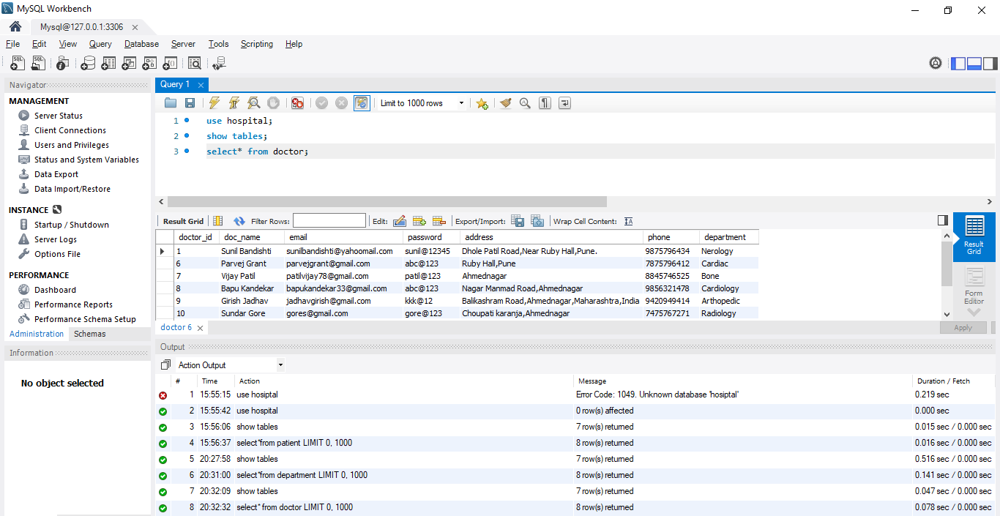 MySQL Workbench
Mysql@127.0.0.1:3306
File Edit View Query Database Server Tools Scripting Help
Navigator
MANAGEMENT
Server Status
Client Connections
Users and Privileges
Status and System Variables
Data Export
Data Import/Restore
INSTANCE
Startup / Shutdown
Server Logs
Options File
PERFORMANCE
Dashboard
Performance Reports
Performance Schema Setup
Administration Schemas
Information
No object selected
Query 1
Limit to 1000 rows
1 use hospital;
2 show tables;
3 select* from doctor;
Result Grid Filter Rows: Edit: Export/Import: Wrap Cell Content:
doctor_id doc_name email password address phone department
1 Sunil Bandishti sunilbandishti@yahoomail.com sunil@12345 Dhole Patil Road,Near Ruby Hall,Pune. 9875796434 Nerology
6 Parvej Grant parvejgrant@gmail.com abc@123 Ruby Hall,Pune 7875796412 Cardiac
7 Vijay Patil patilvijay78@gmail.com patil@123 Ahmednagar 8845746525 Bone
8 Bapu Kandekar bapukandekar33@gmail.com abc@123 Nagar Manmad Road,Ahmednagar 9856321478 Cardiology
9 Girish Jadhav jadhavgirish@gmail.com kkk@12 Balikashram Road,Ahmednagar,Maharashtra,India 9420949414 Arthopedic
10 Sundar Gore gores@gmail.com gore@123 Choupati karanja,Ahmednagar 7475767271 Radiology
Result
Grid
Form
Editor
doctor 6
Apply
Output
Action Output
# Time Action Message Duration / Fetch
1 15:55:15 use hosiptal Error Code: 1049. Unknown database 'hosiptal' 0.219 sec
2 15:55:42 use hospital 0 row(s) affected 0.000 sec
3 15:56:06 show tables 7 row(s) returned 0.015 sec / 0.000 sec
4 15:56:37 select*from patient LIMIT 0, 1000 8 row(s) returned 0.016 sec / 0.000 sec
5 20:27:58 show tables 7 row(s) returned 0.516 sec / 0.000 sec
6 20:31:00 select*from department LIMIT 0, 1000 8 row(s) returned 0.141 sec / 0.000 sec
7 20:32:09 show tables 7 row(s) returned 0.047 sec / 0.000 sec
8 20:32:32 select* from doctor LIMIT 0, 1000 8 row(s) returned 0.078 sec / 0.000 sec